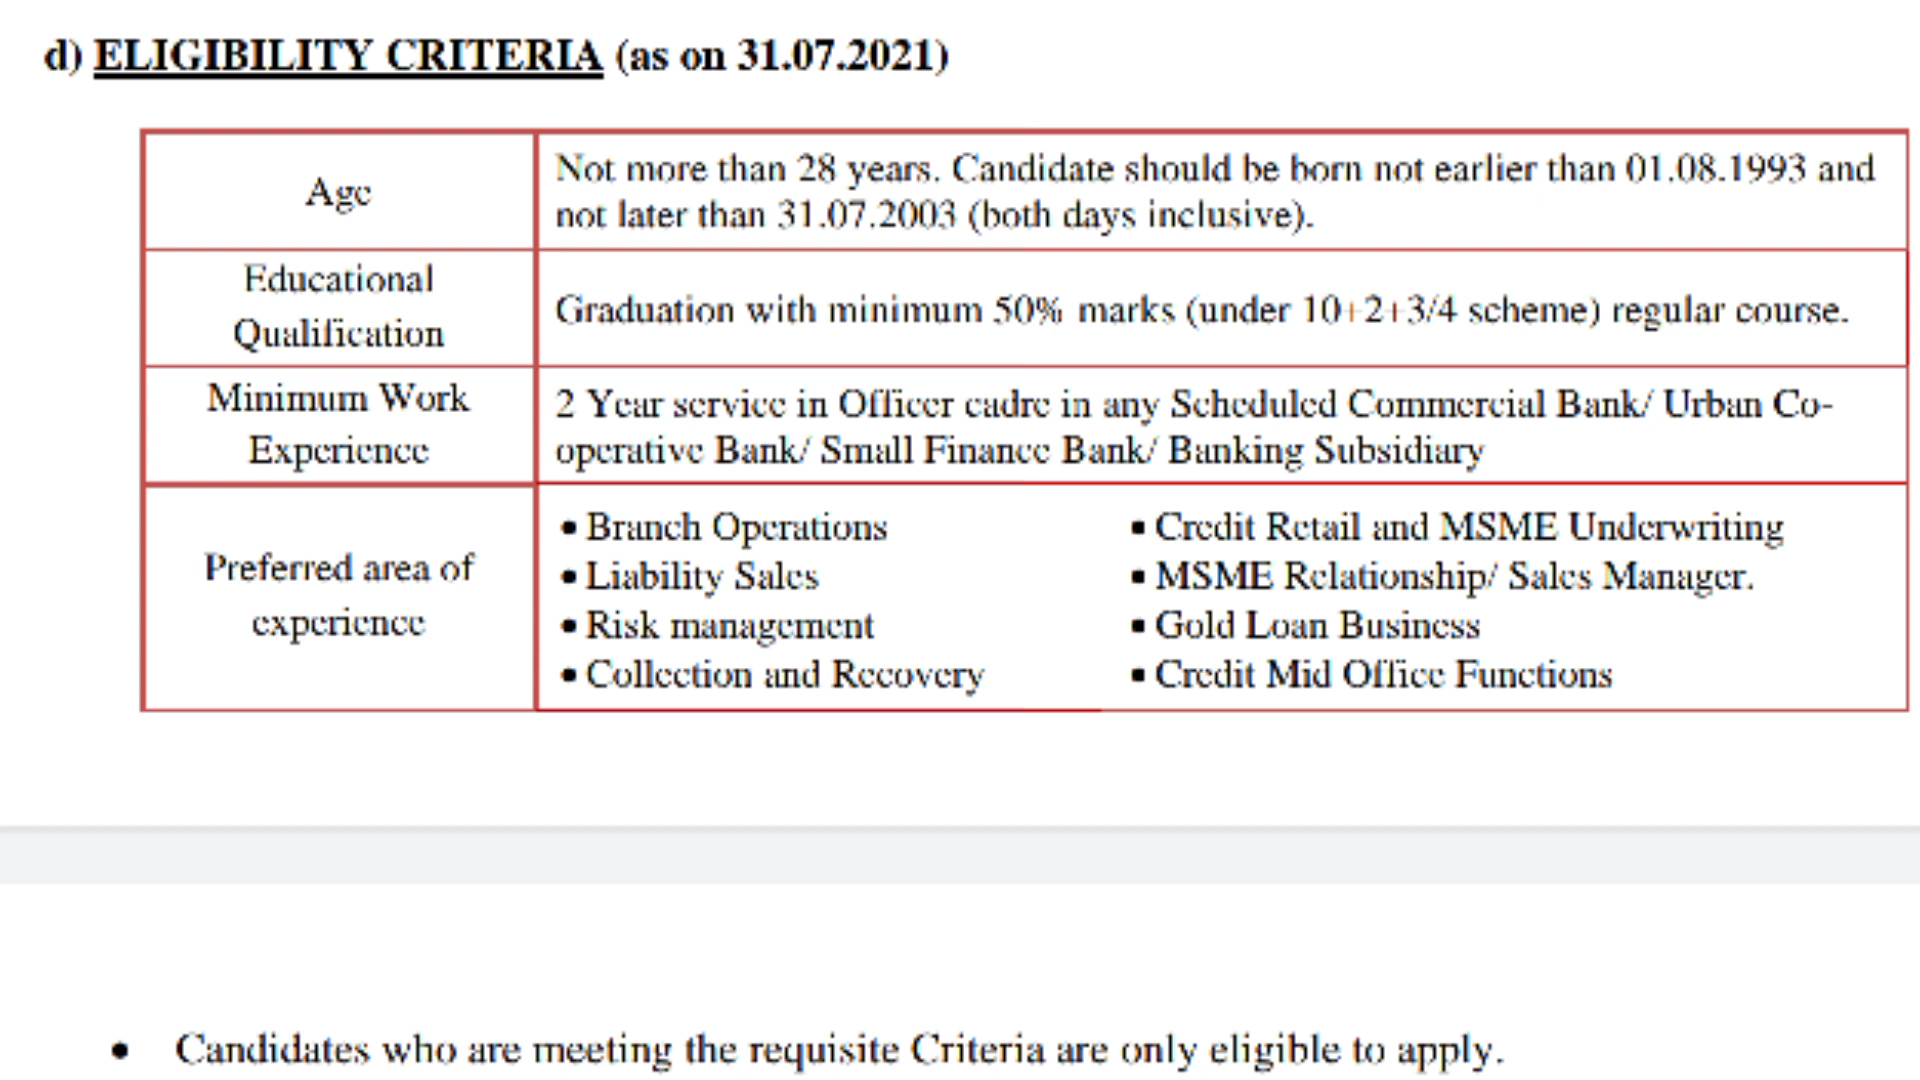 d) ELIGIBILITY CRITERIA (as on 31.07.2021)
Age
Not more than 28 years. Candidate should be born not earlier than 01.08.1993 and
not later than 31.07.2003 (both days inclusive).
Educational
Qualification
Graduation with minimum 50% marks (under 10+2+3/4 scheme) regular course.
Minimum Work
Experience
2 Year service in Officer cadre in any Scheduled Commercial Bank/ Urban Co-
operative Bank/ Small Finance Bank/ Banking Subsidiary
Preferred area of
experience
• Branch Operations
• Liability Sales
• Risk management
• Collection and Recovery
▪ Credit Retail and MSME Underwriting
▪ MSME Relationship/ Sales Manager.
▪ Gold Loan Business
▪ Credit Mid Office Functions
• Candidates who are meeting the requisite Criteria are only eligible to apply.